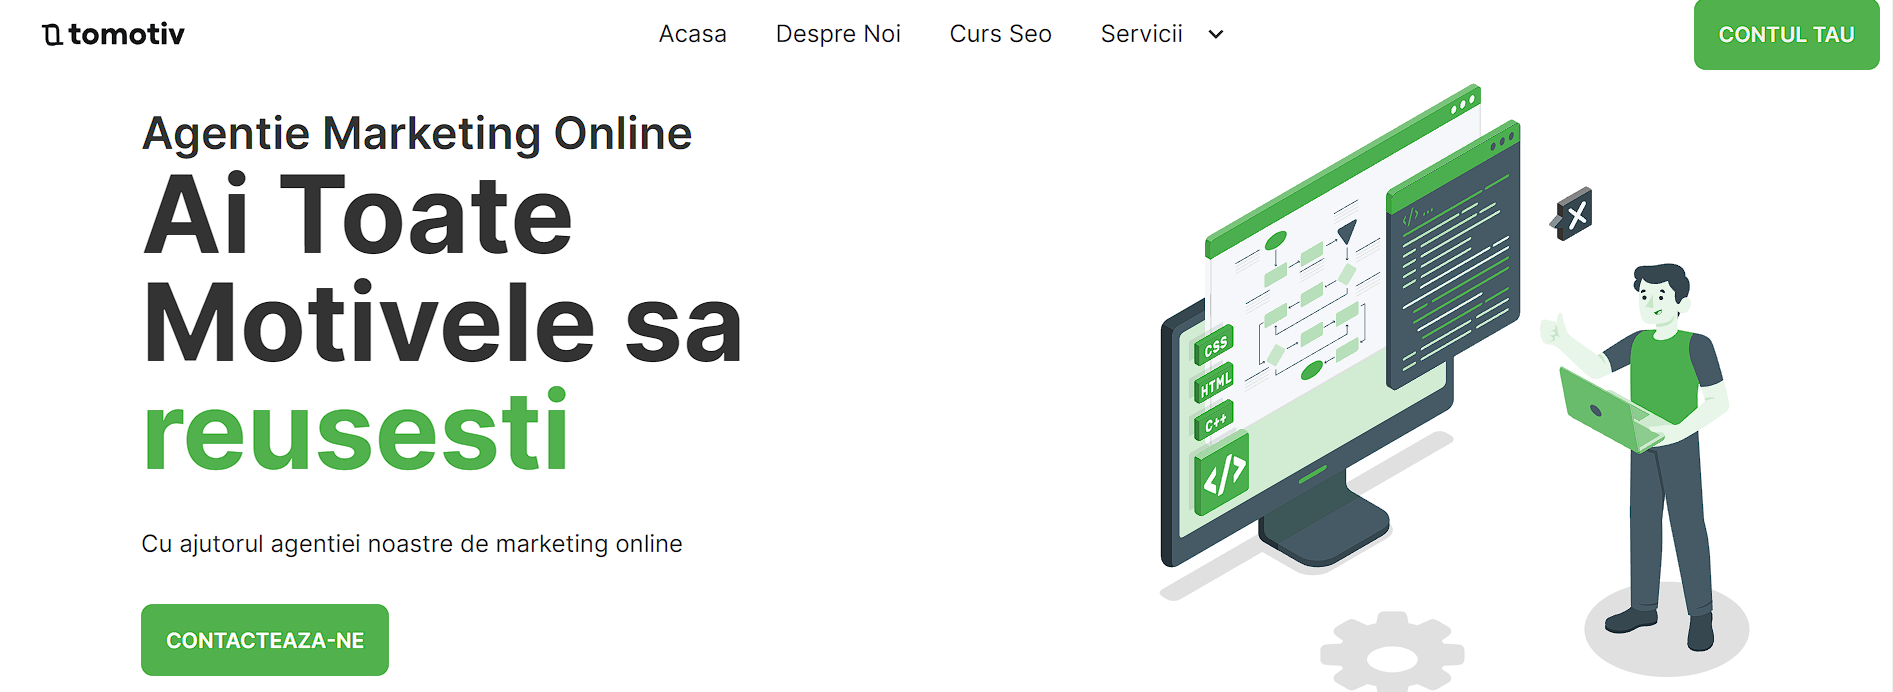 tomotiv
Acasa
Despre Noi
Curs Seo
Servicii
CONTUL TAU
Agentie Marketing Online
Ai Toate
Motivele sa
reusesti
Cu ajutorul agentiei noastre de marketing online
CONTACTEAZA-NE
</>
CSS
HTML
C++
</>